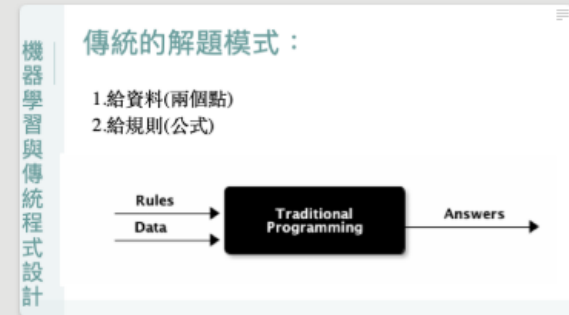 機器學習與傳統程式設計
傳統的解題模式：
1.給資料(兩個點)
2.給規則(公式)
Rules
Data
Traditional
Programming
Answers